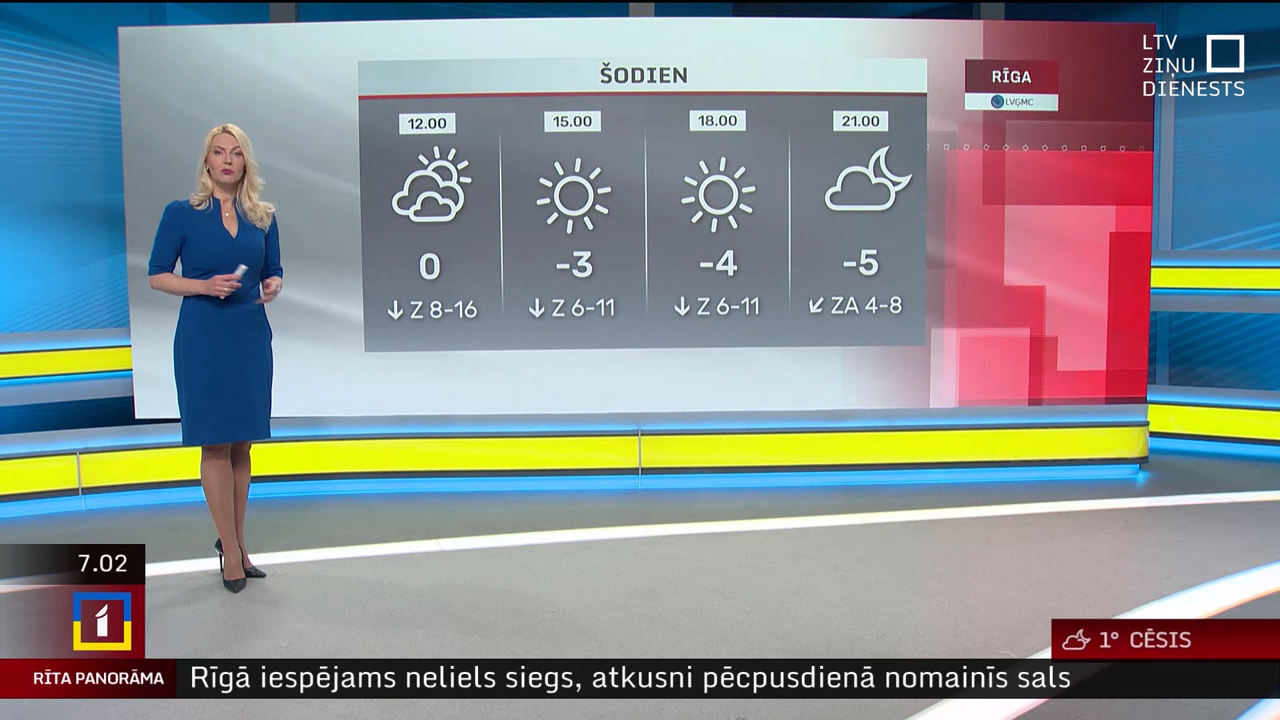 LTV
ZIŅU
DIENESTS
ŠODIEN
RĪGA
LVĢMC
12.00
15.00
18.00
21.00
0
-3
-4
-5
↓ Z 8-16
↓ Z 6-11
↓ Z 6-11
↙ ZA 4-8
7.02
1
1° CĒSIS
RĪTA PANORĀMA
Rīgā iespējams neliels siegs, atkusni pēcpusdienā nomainīs sals